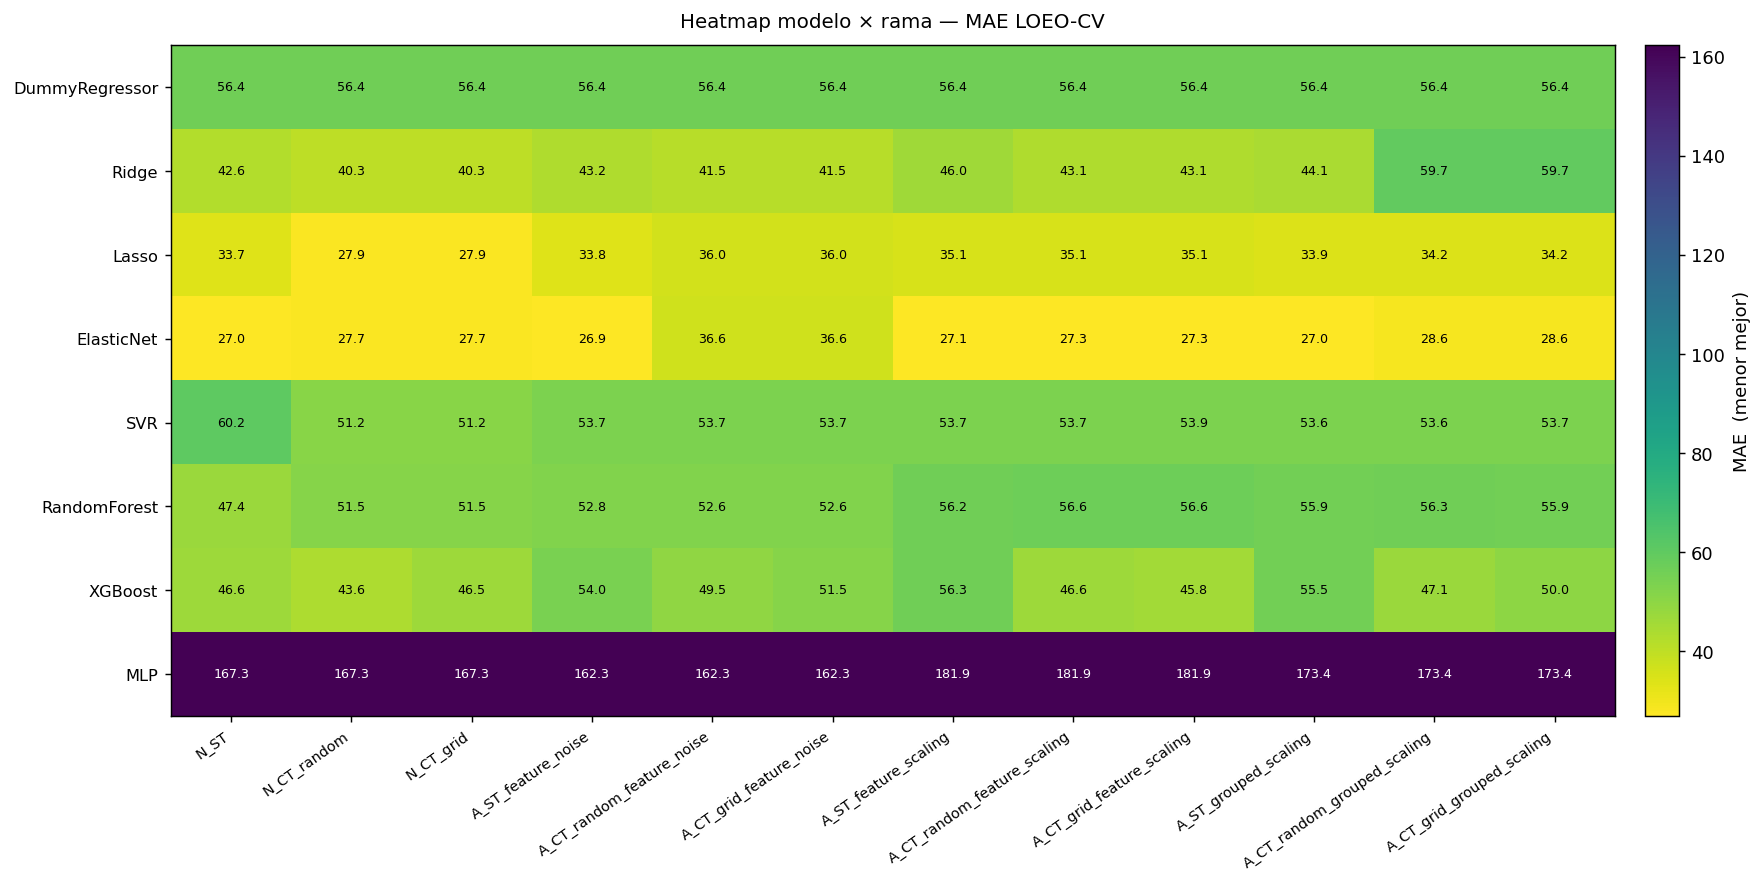 Heatmap modelo × rama — MAE LOEO-CV
DummyRegressor 56.4 56.4 56.4 56.4 56.4 56.4 56.4 56.4 56.4 56.4 56.4 56.4
Ridge 42.6 40.3 40.3 43.2 41.5 41.5 46.0 43.1 43.1 44.1 59.7 59.7
Lasso 33.7 27.9 27.9 33.8 36.0 36.0 35.1 35.1 35.1 33.9 34.2 34.2
ElasticNet 27.0 27.7 27.7 26.9 36.6 36.6 27.1 27.3 27.3 27.0 28.6 28.6
SVR 60.2 51.2 51.2 53.7 53.7 53.7 53.7 53.7 53.9 53.6 53.6 53.7
RandomForest 47.4 51.5 51.5 52.8 52.6 52.6 56.2 56.6 56.6 55.9 56.3 55.9
XGBoost 46.6 43.6 46.5 54.0 49.5 51.5 56.3 46.6 45.8 55.5 47.1 50.0
MLP 167.3 167.3 167.3 162.3 162.3 162.3 181.9 181.9 181.9 173.4 173.4 173.4
N_ST
N_CT_random
N_CT_grid
A_ST_feature_noise
A_CT_random_feature_noise
A_CT_grid_feature_noise
A_ST_feature_scaling
A_CT_random_feature_scaling
A_CT_grid_feature_scaling
A_ST_grouped_scaling
A_CT_random_grouped_scaling
A_CT_grid_grouped_scaling
160
140
120
100
80
60
40
MAE (menor mejor)